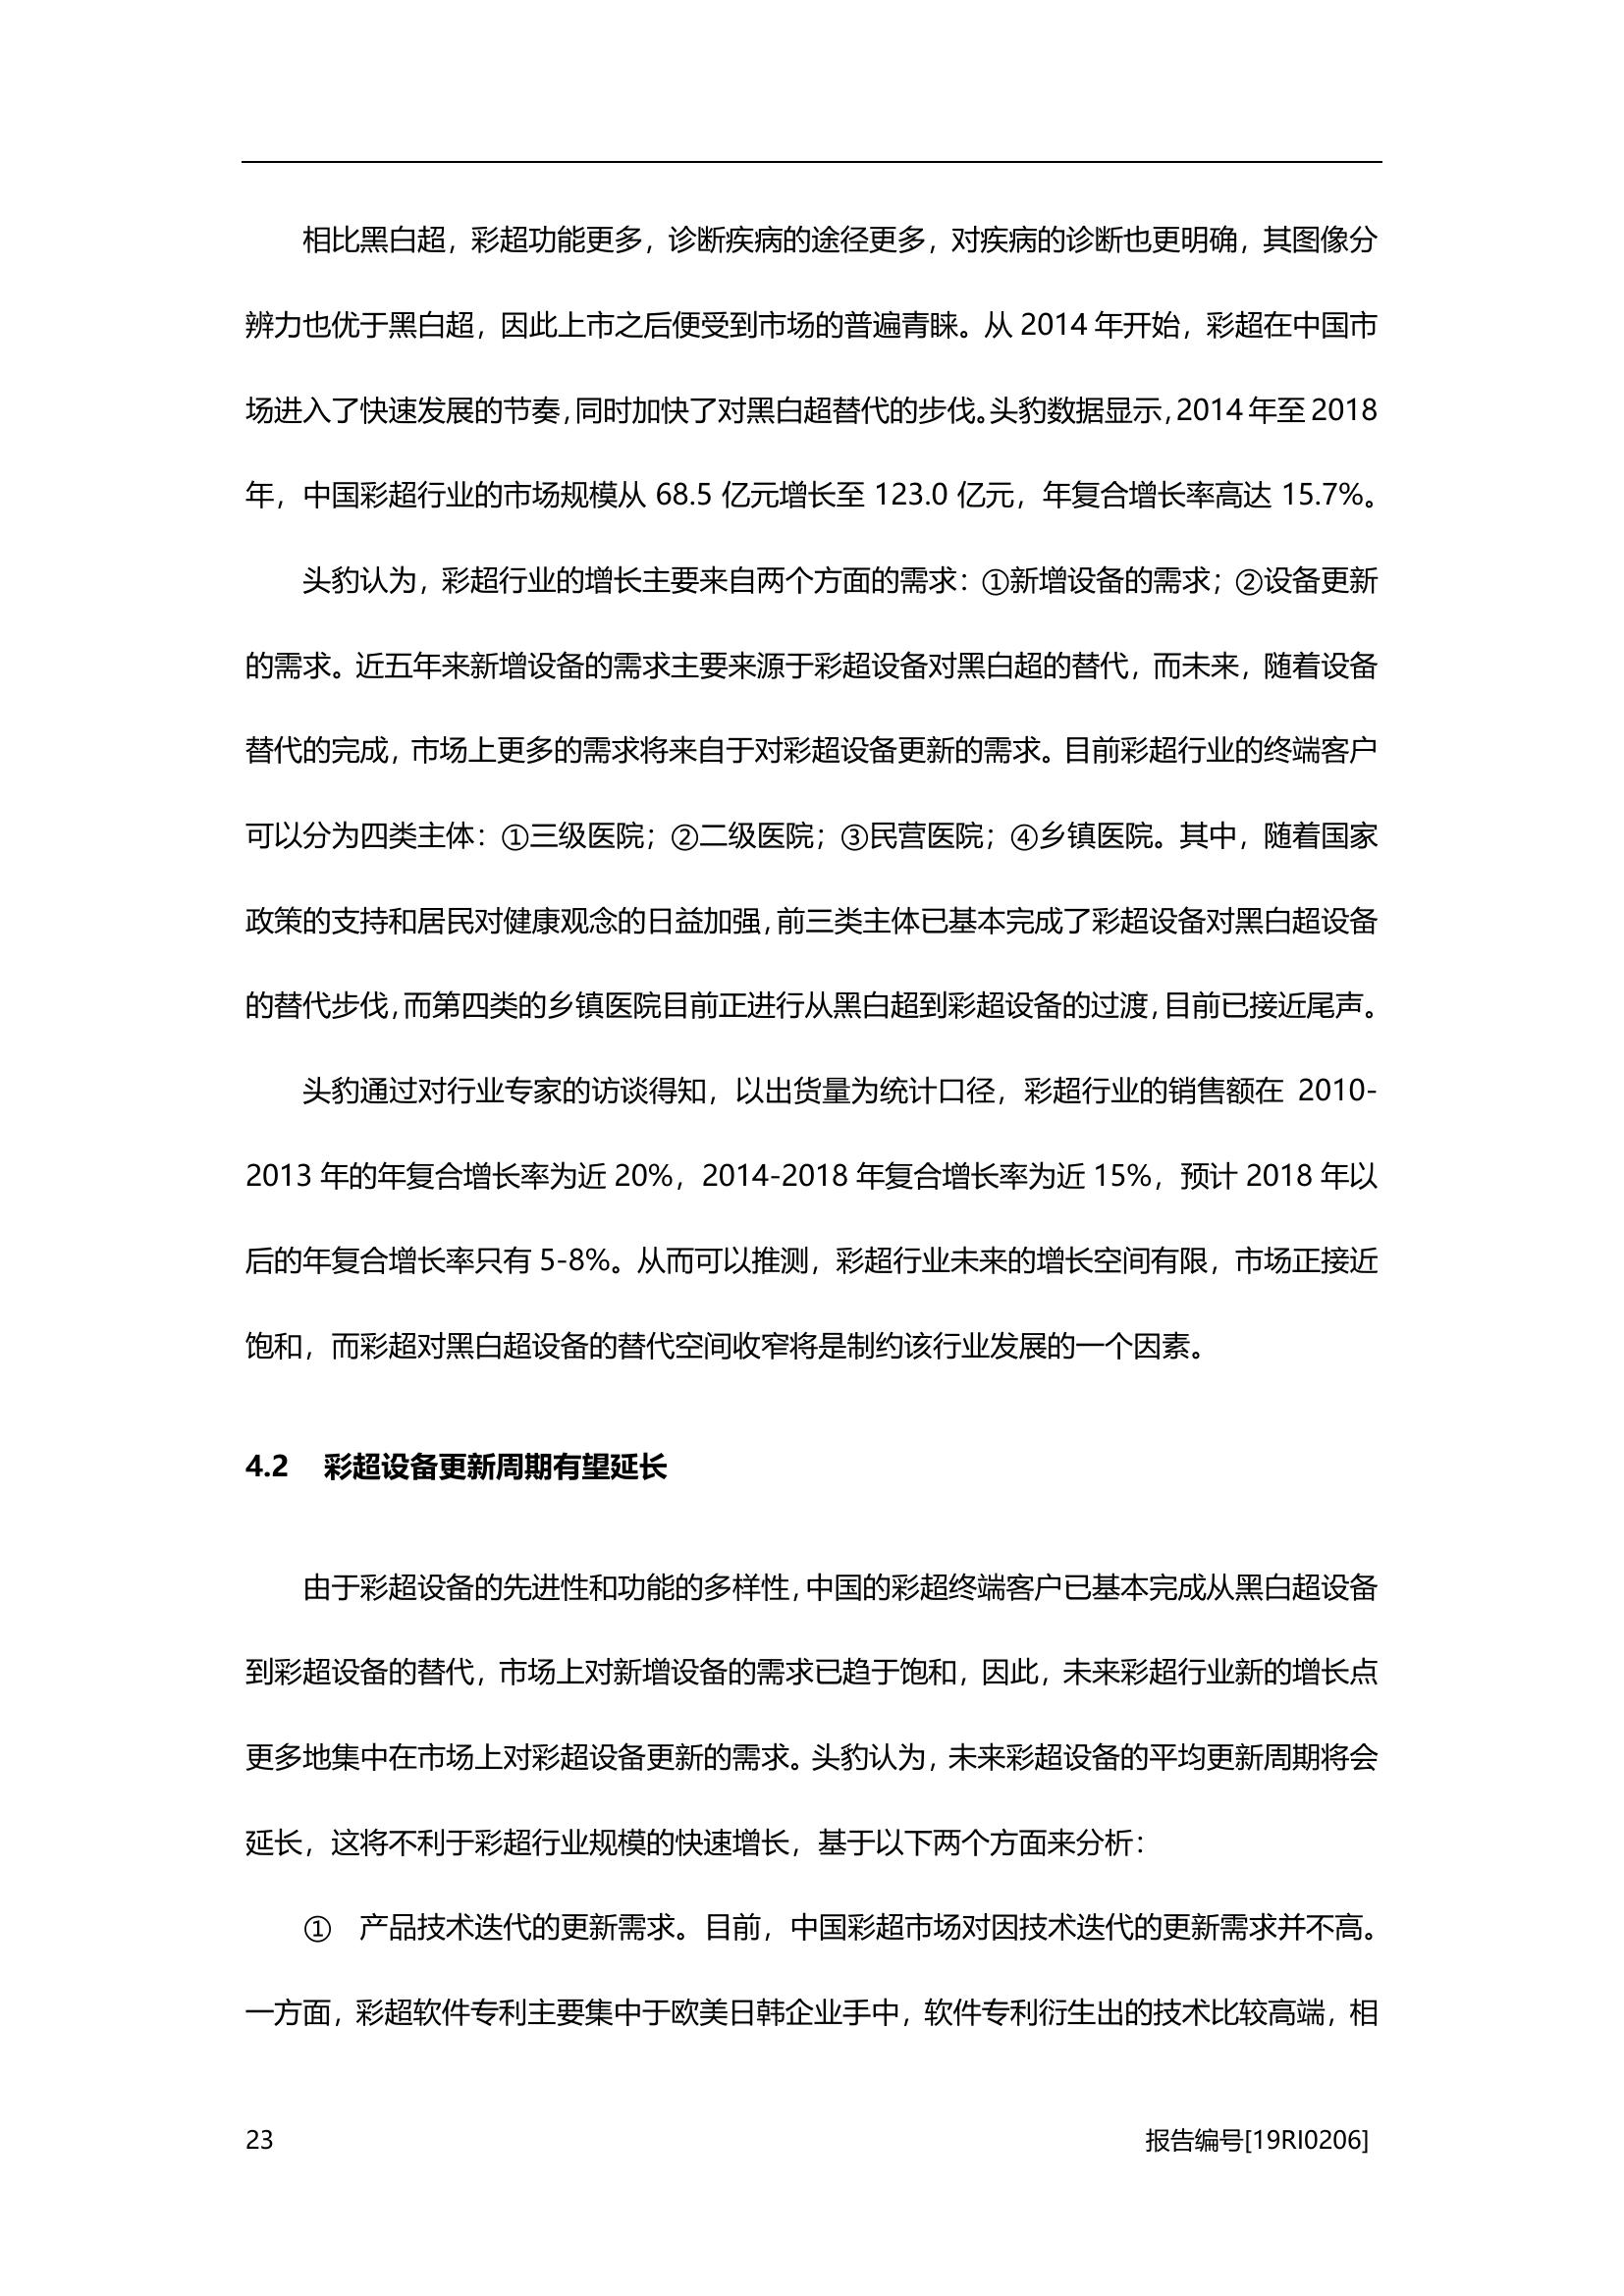 相比黑白超，彩超功能更多，诊断疾病的途径更多，对疾病的诊断也更明确，其图像分
辨力也优于黑白超，因此上市之后便受到市场的普遍青睐。从 2014 年开始，彩超在中国市
场进入了快速发展的节奏，同时加快了对黑白超替代的步伐。头豹数据显示，2014 年至 2018
年，中国彩超行业的市场规模从 68.5 亿元增长至 123.0 亿元，年复合增长率高达 15.7%。
头豹认为，彩超行业的增长主要来自两个方面的需求：①新增设备的需求；②设备更新
的需求。近五年来新增设备的需求主要来源于彩超设备对黑白超的替代，而未来，随着设备
替代的完成，市场上更多的需求将来自于对彩超设备更新的需求。目前彩超行业的终端客户
可以分为四类主体：①三级医院；②二级医院；③民营医院；④乡镇医院。其中，随着国家
政策的支持和居民对健康观念的日益加强，前三类主体已基本完成了彩超设备对黑白超设备
的替代步伐，而第四类的乡镇医院目前正进行从黑白超到彩超设备的过渡，目前已接近尾声。
头豹通过对行业专家的访谈得知，以出货量为统计口径，彩超行业的销售额在 2010-
2013 年的年复合增长率为近 20%，2014-2018 年复合增长率为近 15%，预计 2018 年以
后的年复合增长率只有 5-8%。从而可以推测，彩超行业未来的增长空间有限，市场正接近
饱和，而彩超对黑白超设备的替代空间收窄将是制约该行业发展的一个因素。
4.2 彩超设备更新周期有望延长
由于彩超设备的先进性和功能的多样性，中国的彩超终端客户已基本完成从黑白超设备
到彩超设备的替代，市场上对新增设备的需求已趋于饱和，因此，未来彩超行业新的增长点
更多地集中在市场上对彩超设备更新的需求。头豹认为，未来彩超设备的平均更新周期将会
延长，这将不利于彩超行业规模的快速增长，基于以下两个方面来分析：
① 产品技术迭代的更新需求。目前，中国彩超市场对因技术迭代的更新需求并不高。
一方面，彩超软件专利主要集中于欧美日韩企业手中，软件专利衍生出的技术比较高端，相
23 报告编号[19RI0206]